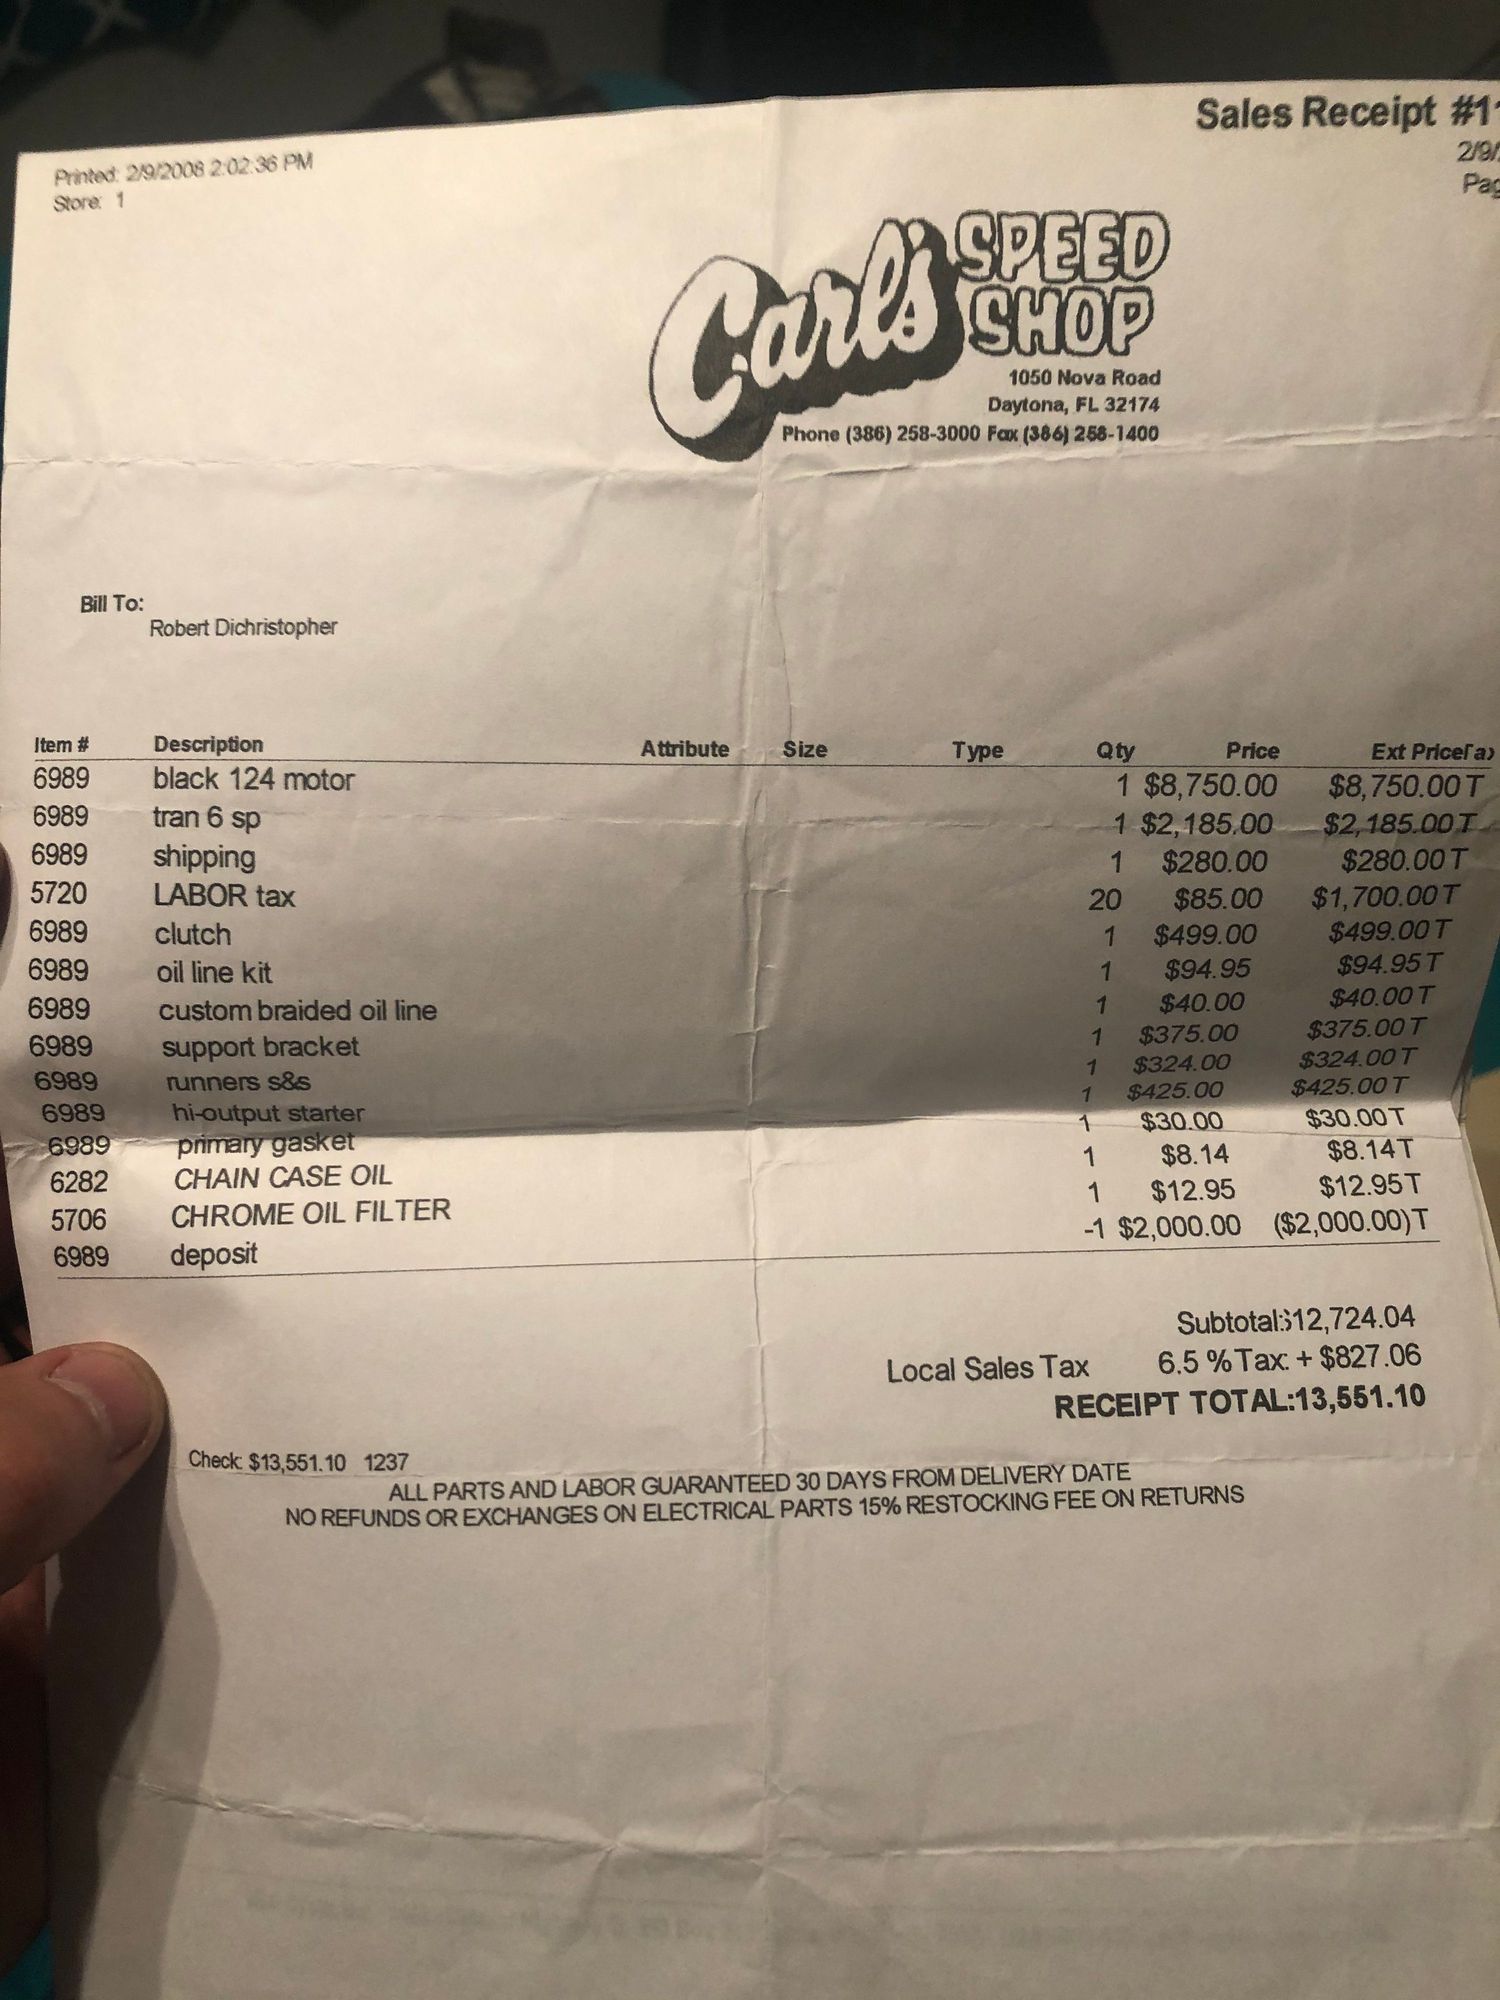 Sales Receipt #1
Printed: 2/9/2008 2:02:36 PM
2/9/
Store: 1
Pag
Carl's SPEED SHOP
1050 Nova Road
Daytona, FL 32174
Phone (386) 258-3000 Fax (386) 258-1400
Bill To:
Robert Dichristopher
Item # Description Attribute Size Type Qty Price Ext Price Tax
6989 black 124 motor 1 $8,750.00 $8,750.00 T
6989 tran 6 sp 1 $2,185.00 $2,185.00 T
6989 shipping 1 $280.00 $280.00 T
5720 LABOR tax 20 $85.00 $1,700.00 T
6989 clutch 1 $499.00 $499.00 T
6989 oil line kit 1 $94.95 $94.95 T
6989 custom braided oil line 1 $40.00 $40.00 T
6989 support bracket 1 $375.00 $375.00 T
6989 runners s&s 1 $324.00 $324.00 T
6989 hi-output starter 1 $425.00 $425.00 T
6989 primary gasket 1 $30.00 $30.00 T
6282 CHAIN CASE OIL 1 $8.14 $8.14 T
5706 CHROME OIL FILTER 1 $12.95 $12.95 T
6989 deposit -1 $2,000.00 ($2,000.00) T
Subtotal: $12,724.04
Local Sales Tax 6.5 % Tax: + $827.06
RECEIPT TOTAL:13,551.10
Check: $13,551.10 1237
ALL PARTS AND LABOR GUARANTEED 30 DAYS FROM DELIVERY DATE
NO REFUNDS OR EXCHANGES ON ELECTRICAL PARTS 15% RESTOCKING FEE ON RETURNS